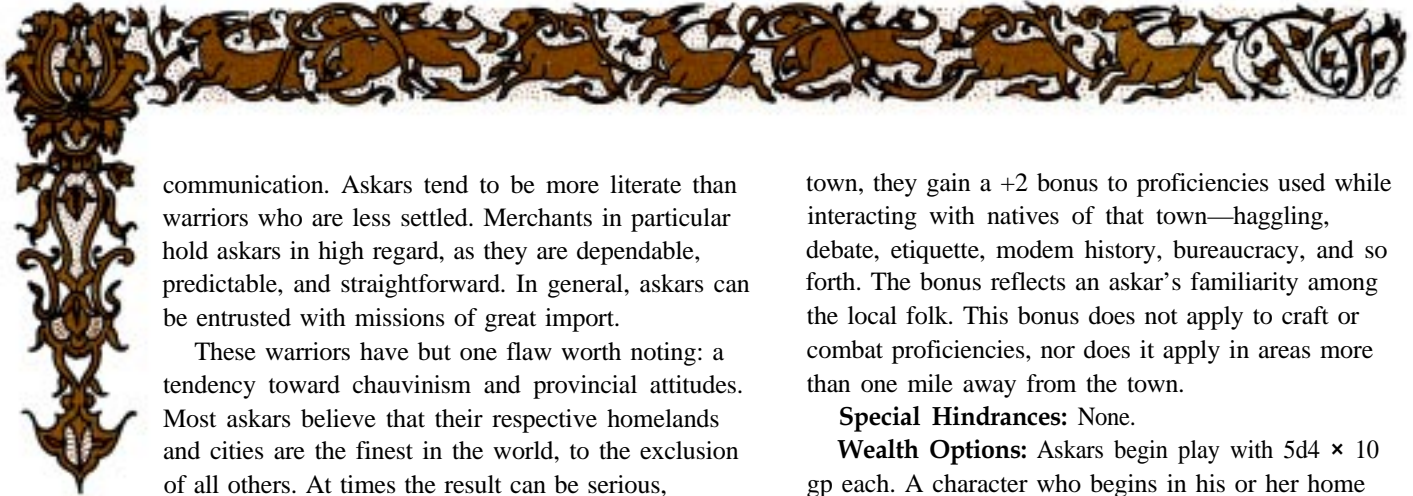 communication. Askars tend to be more literate than
warriors who are less settled. Merchants in particular
hold askars in high regard, as they are dependable,
predictable, and straightforward. In general, askars can
be entrusted with missions of great import.
These warriors have but one flaw worth noting: a
tendency toward chauvinism and provincial attitudes.
Most askars believe that their respective homelands
and cities are the finest in the world, to the exclusion
of all others. At times the result can be serious,
town, they gain a +2 bonus to proficiencies used while
interacting with natives of that town—haggling,
debate, etiquette, modem history, bureaucracy, and so
forth. The bonus reflects an askar's familiarity among
the local folk. This bonus does not apply to craft or
combat proficiencies, nor does it apply in areas more
than one mile away from the town.
Special Hindrances: None.
Wealth Options: Askars begin play with 5d4 × 10
gp each. A character who begins in his or her home